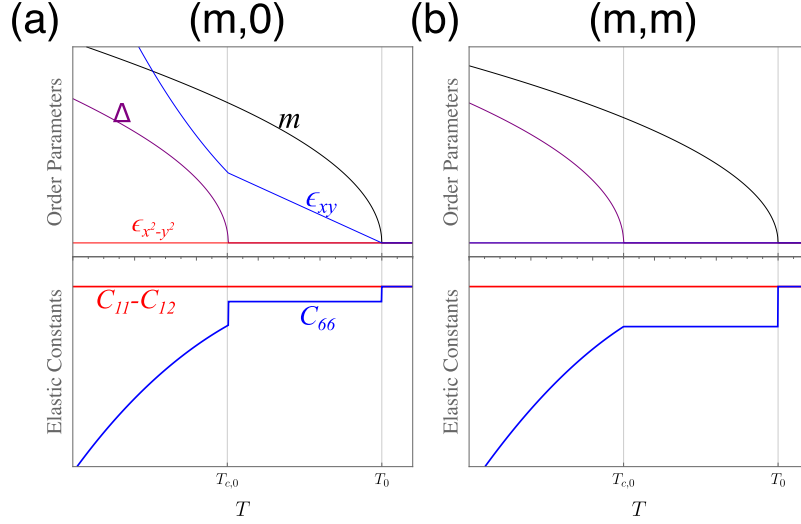 (a)
(m,0)
(b)
(m,m)
Order Parameters
Δ
m
ϵxy
ϵx²-y²
Order Parameters
Elastic Constants
C11-C12
C66
Elastic Constants
Tc,0
T0
T
Tc,0
T0
T